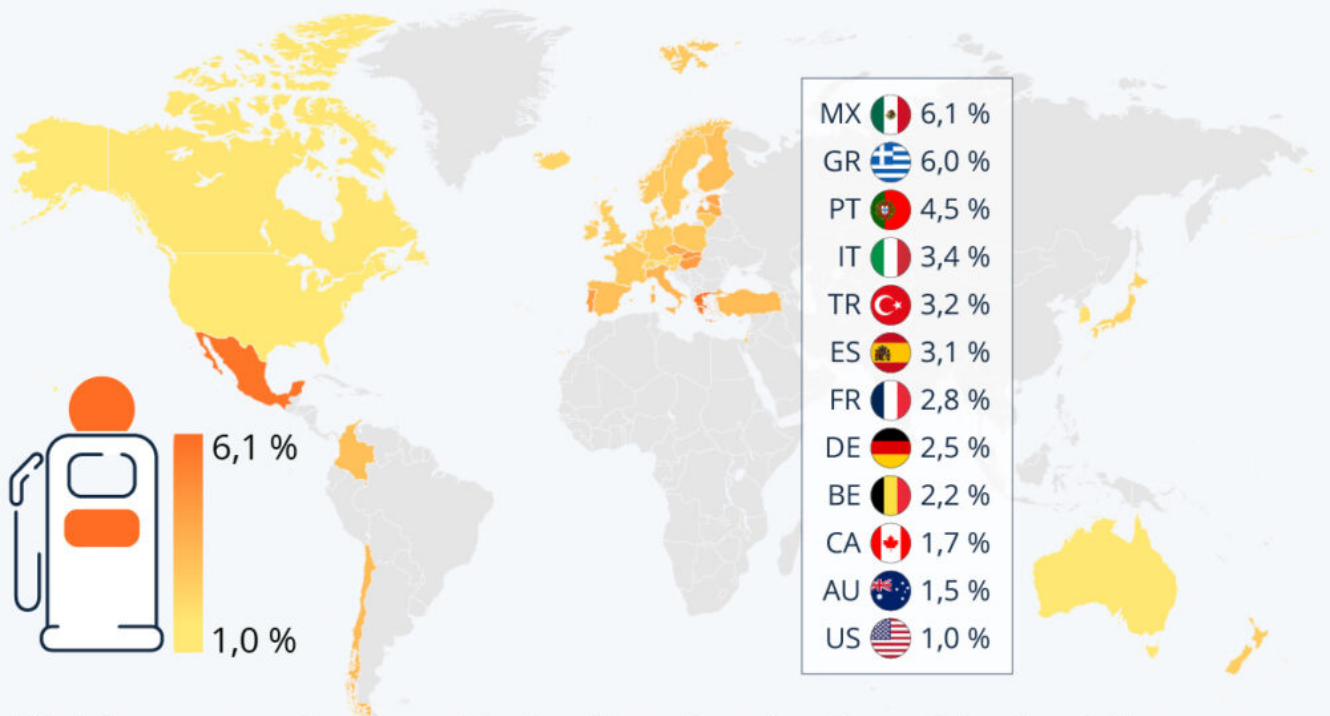 MX 6,1 %
GR 6,0 %
PT 4,5 %
IT 3,4 %
TR 3,2 %
ES 3,1 %
FR 2,8 %
DE 2,5 %
BE 2,2 %
CA 1,7 %
AU 1,5 %
US 1,0 %
6,1 %
1,0 %